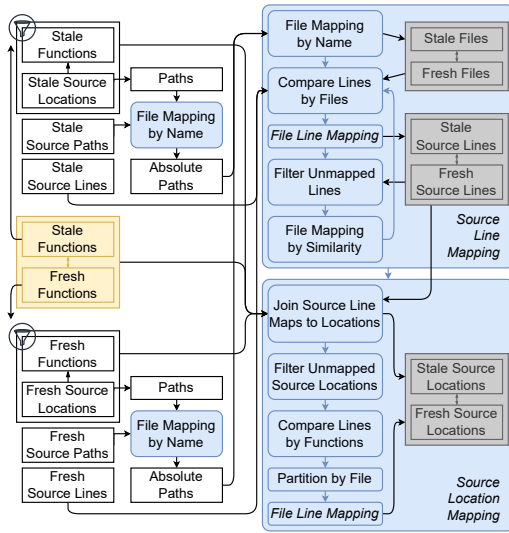 Stale
Functions
Stale Source
Locations
Paths
Stale
Source Paths
File Mapping
by Name
Stale
Source Lines
Absolute
Paths
Stale
Functions
Fresh
Functions
Fresh
Functions
Fresh Source
Locations
Paths
Fresh
Source Paths
File Mapping
by Name
Fresh
Source Lines
Absolute
Paths
File Mapping
by Name
Stale Files
Fresh Files
Compare Lines
by Files
File Line Mapping
Stale
Source Lines
Fresh
Source Lines
Filter Unmapped
Lines
File Mapping
by Similarity
Source
Line
Mapping
Join Source Line
Maps to Locations
Filter Unmapped
Source Locations
Stale Source
Locations
Fresh Source
Locations
Compare Lines
by Functions
Partition by File
File Line Mapping
Source
Location
Mapping